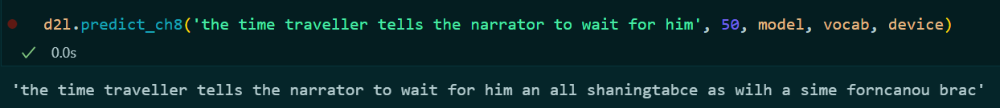 d2l.predict_ch8('the time traveller tells the narrator to wait for him', 50, model, vocab, device)
0.0s
'the time traveller tells the narrator to wait for him an all shaningtabce as wilh a sime forncanou brac'